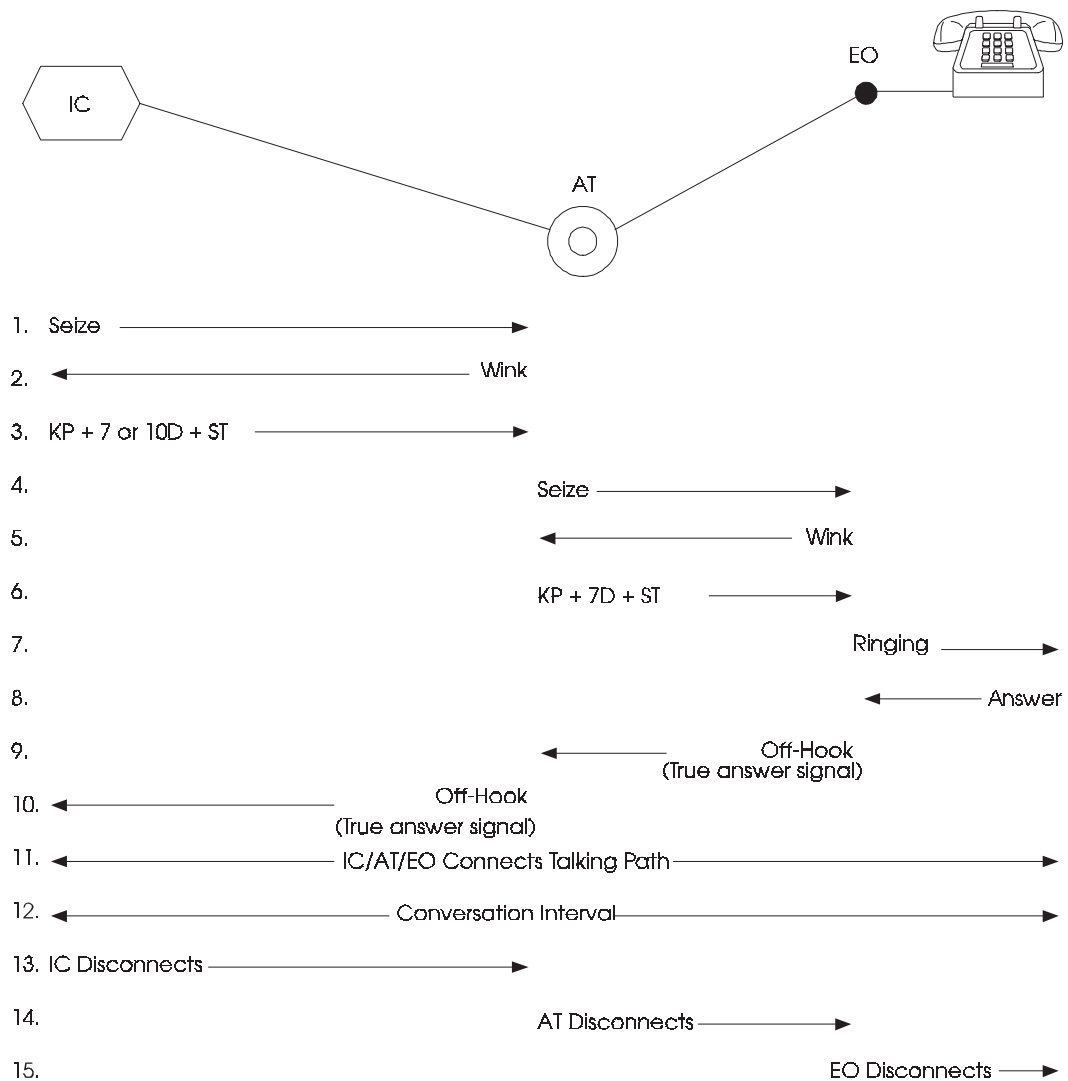 EO
IC
AT
1. Seize
2. Wink
3. KP + 7 or 10D + ST
4. Seize
5. Wink
6. KP + 7D + ST
7. Ringing
8. Answer
9. Off-Hook
(True answer signal)
10. Off-Hook
(True answer signal)
11. IC/AT/EO Connects Talking Path
12. Conversation Interval
13. IC Disconnects
14. AT Disconnects
15. EO Disconnects